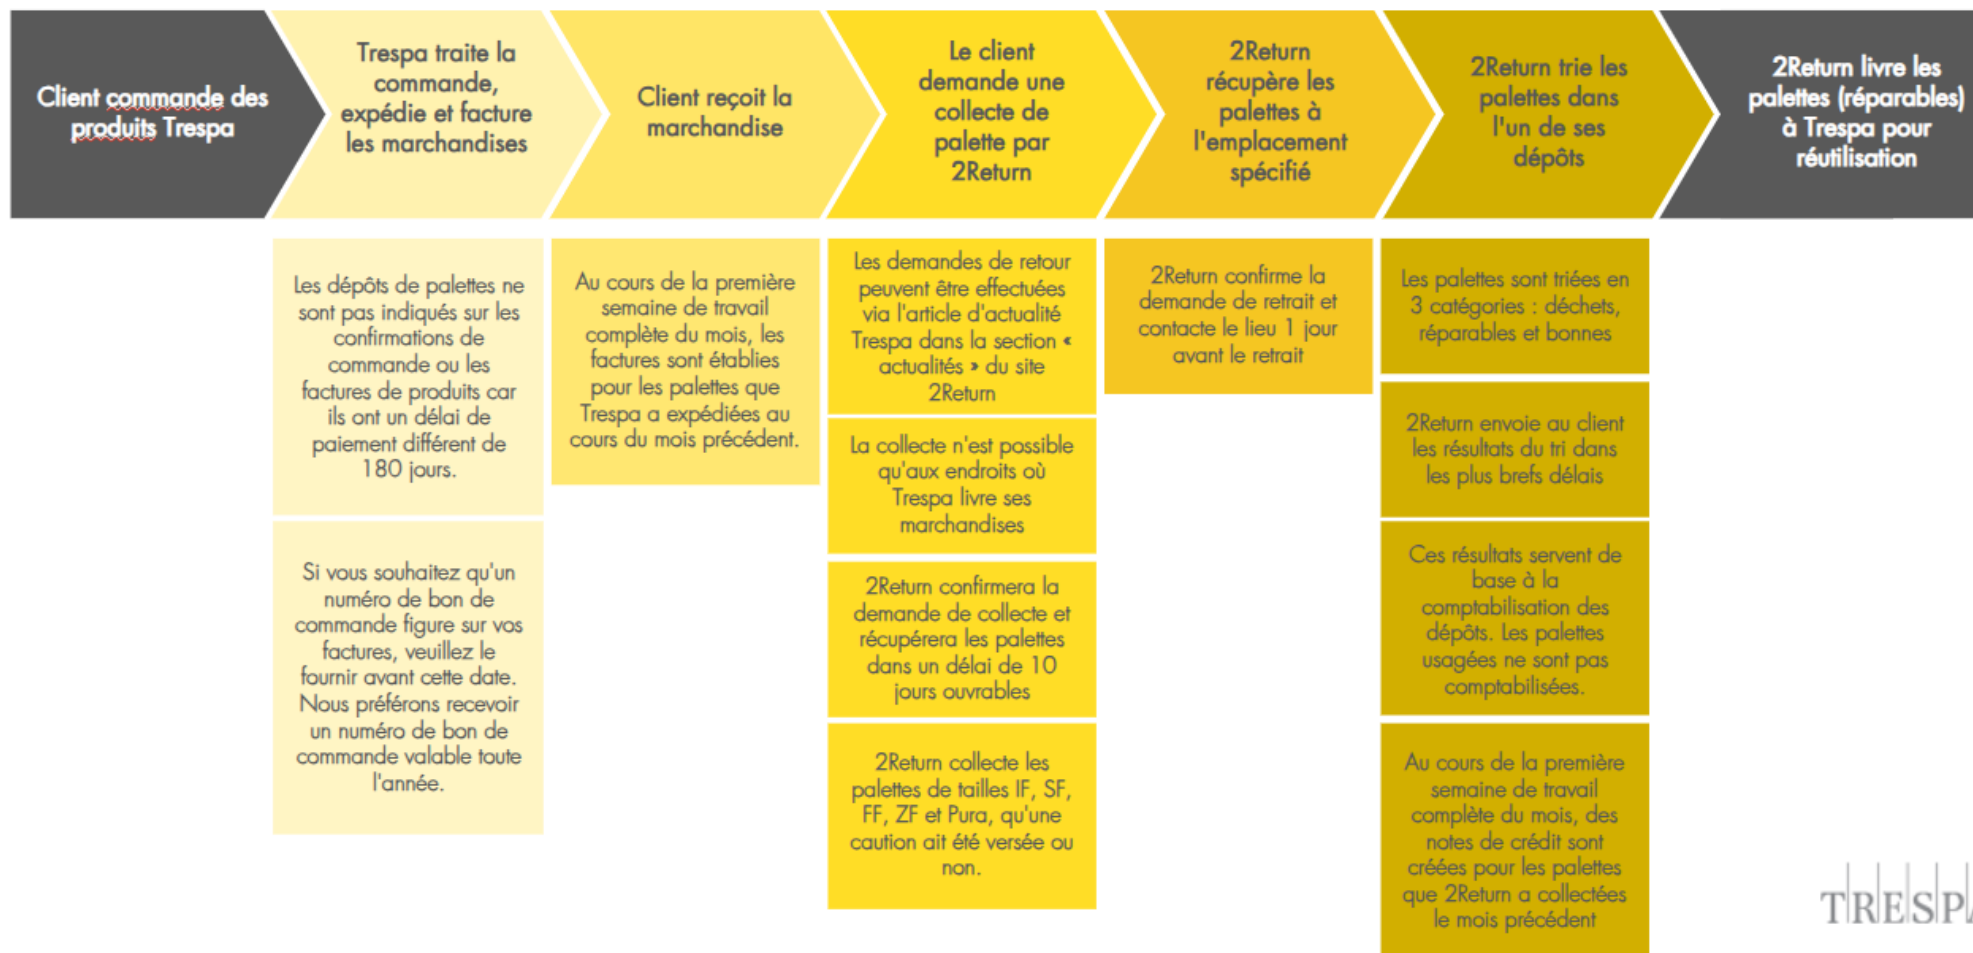 Client commande des
produits Trespa
Trespa traite la
commande,
expédie et facture
les marchandises
Client reçoit la
marchandise
Le client
demande une
collecte de
palette par
2Return
2Return
récupère les
palettes à
l'emplacement
spécifié
2Return trie les
palettes dans
l'un de ses
dépôts
2Return livre les
palettes (réparables)
à Trespa pour
réutilisation
Les dépôts de palettes ne
sont pas indiqués sur les
confirmations de
commande ou les
factures de produits car
ils ont un délai de
paiement différent de
180 jours.
Si vous souhaitez qu'un
numéro de bon de
commande figure sur vos
factures, veuillez le
fournir avant cette date.
Nous préférons recevoir
un numéro de bon de
commande valable toute
l'année.
Au cours de la première
semaine de travail
complète du mois, les
factures sont établies
pour les palettes que
Trespa a expédiées au
cours du mois précédent.
Les demandes de retour
peuvent être effectuées
via l'article d'actualité
Trespa dans la section «
actualités » du site
2Return
La collecte n'est possible
qu'aux endroits où
Trespa livre ses
marchandises
2Return confirmera la
demande de collecte et
récupérera les palettes
dans un délai de 10
jours ouvrables
2Return collecte les
palettes de tailles IF, SF,
FF, ZF et Pura, qu'une
caution ait été versée ou
non.
2Return confirme la
demande de retrait et
contacte le lieu 1 jour
avant le retrait
Les palettes sont triées en
3 catégories : déchets,
réparables et bonnes
2Return envoie au client
les résultats du tri dans
les plus brefs délais
Ces résultats servent de
base à la
comptabilisation des
dépôts. Les palettes
usagées ne sont pas
comptabilisées.
Au cours de la première
semaine de travail
complète du mois, des
notes de crédit sont
créées pour les palettes
que 2Return a collectées
le mois précédent
TRESPA